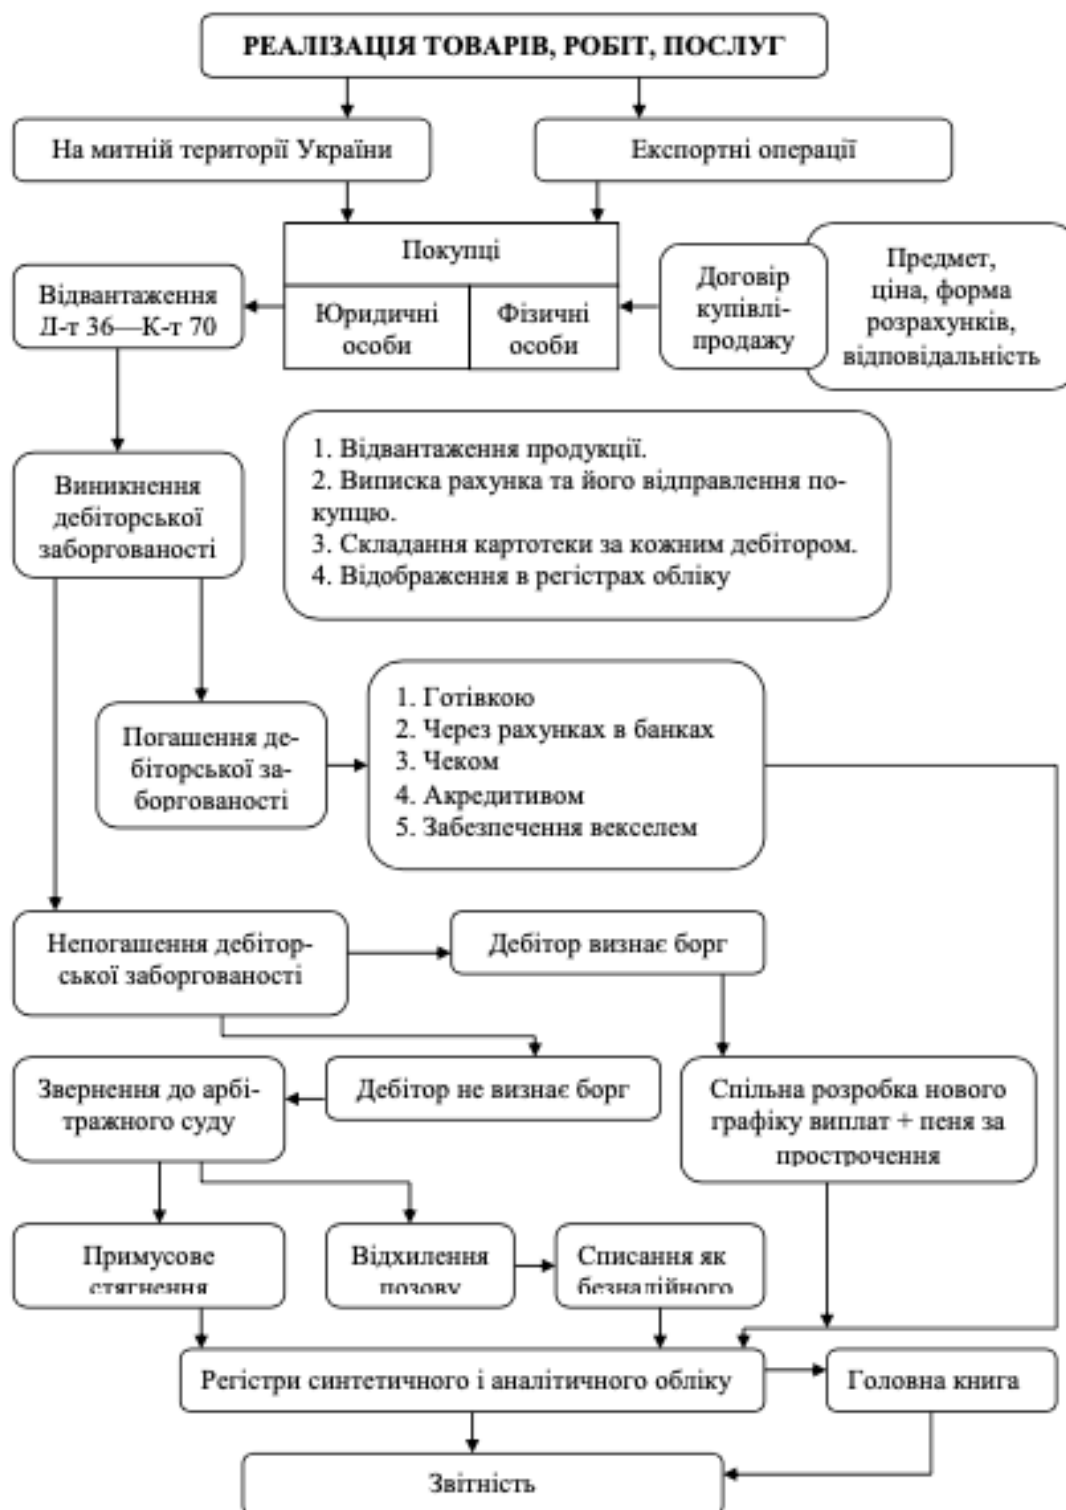 РЕАЛІЗАЦІЯ ТОВАРІВ, РОБІТ, ПОСЛУГ
На митній території України
Експортні операції
Покупці
Юридичні
особи
Фізичні
особи
Договір
купівлі-
продажу
Предмет,
ціна, форма
розрахунків,
відповідальність
Відвантаження
Д-т 36—К-т 70
1. Відвантаження продукції.
2. Виписка рахунка та його відправлення по-
купцю.
3. Складання картотеки за кожним дебітором.
4. Відображення в регістрах обліку
Виникнення
дебіторської
заборгованості
Погашення де-
біторської за-
боргованості
1. Готівкою
2. Через рахунках в банках
3. Чеком
4. Акредитивом
5. Забезпечення векселем
Непогашення дебітор-
ської заборгованості
Дебітор визнає борг
Дебітор не визнає борг
Звернення до арбі-
тражного суду
Спільна розробка нового
графіку виплат + пеня за
прострочення
Примусове
стягнення
Відхилення
позову
Списання як
безнадійного
Регістри синтетичного і аналітичного обліку
Головна книга
Звітність